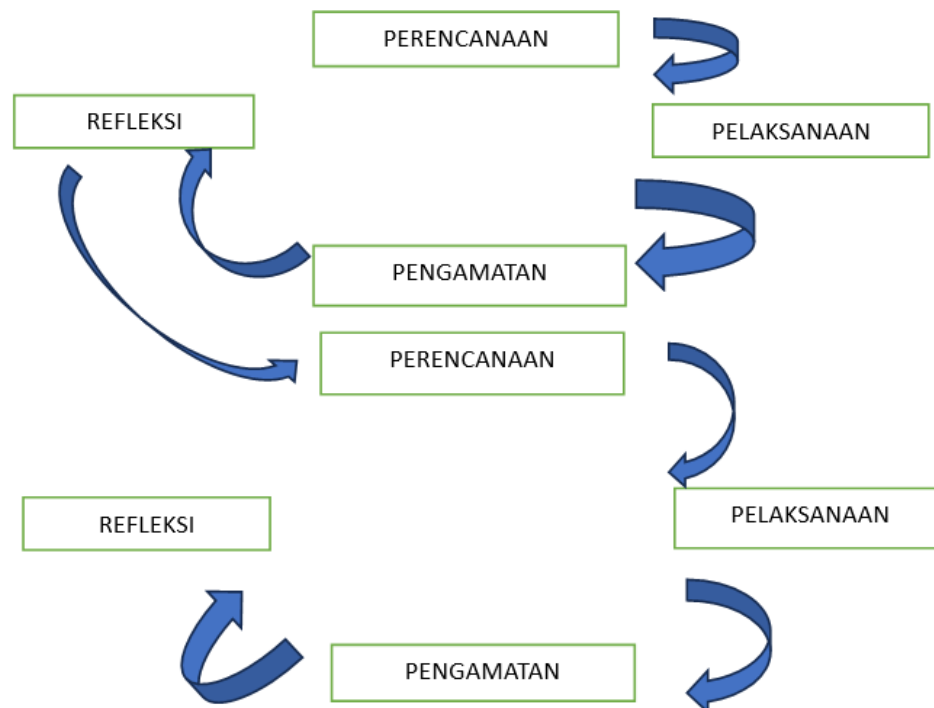 PERENCANAAN
REFLEKSI
PELAKSANAAN
PENGAMATAN
PERENCANAAN
REFLEKSI
PELAKSANAAN
PENGAMATAN